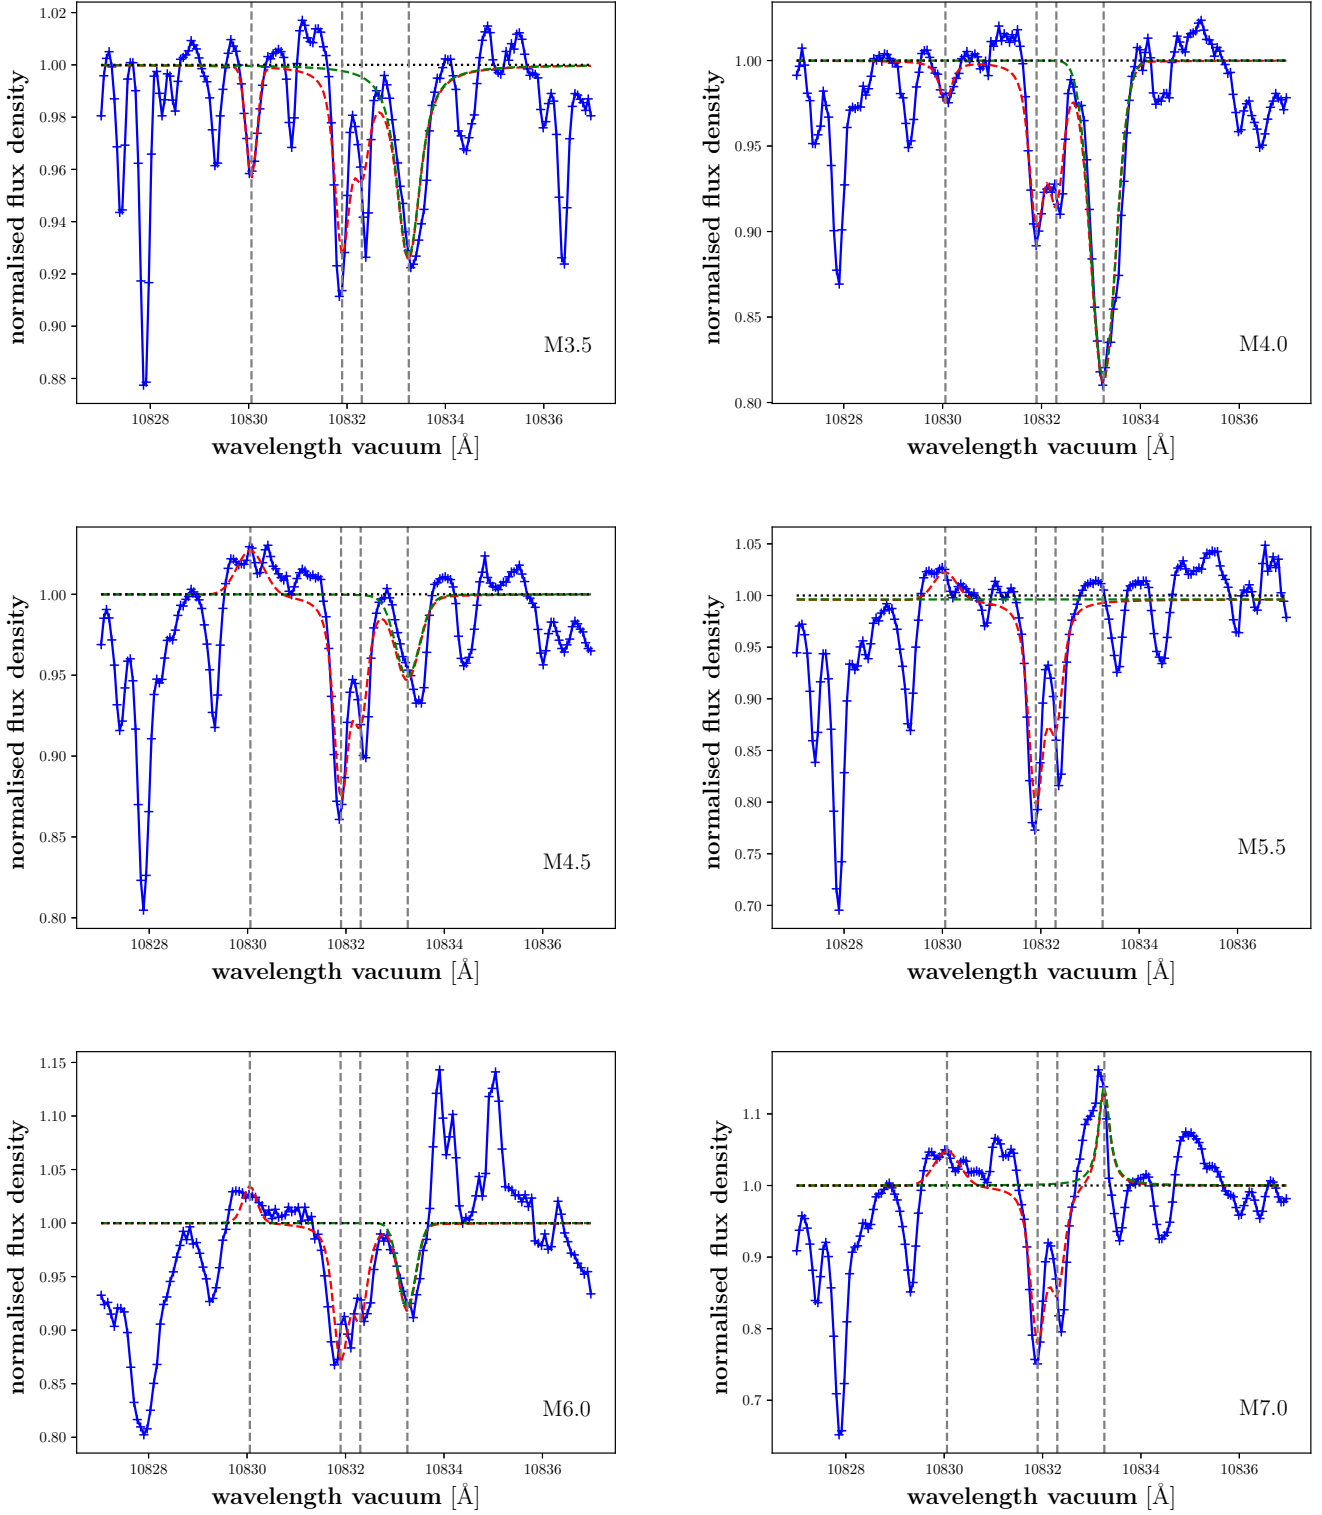 1.02
1.00
0.98
0.96
0.94
0.92
0.90
0.88
normalised flux density
M3.5
10828 10830 10832 10834 10836
wavelength vacuum [Å]
1.00
0.95
0.90
0.85
0.80
normalised flux density
M4.0
10828 10830 10832 10834 10836
wavelength vacuum [Å]
1.00
0.95
0.90
0.85
0.80
normalised flux density
M4.5
10828 10830 10832 10834 10836
wavelength vacuum [Å]
1.05
1.00
0.95
0.90
0.85
0.80
0.75
0.70
normalised flux density
M5.5
10828 10830 10832 10834 10836
wavelength vacuum [Å]
1.15
1.10
1.05
1.00
0.95
0.90
0.85
0.80
normalised flux density
M6.0
10828 10830 10832 10834 10836
wavelength vacuum [Å]
1.1
1.0
0.9
0.8
0.7
normalised flux density
M7.0
10828 10830 10832 10834 10836
wavelength vacuum [Å]